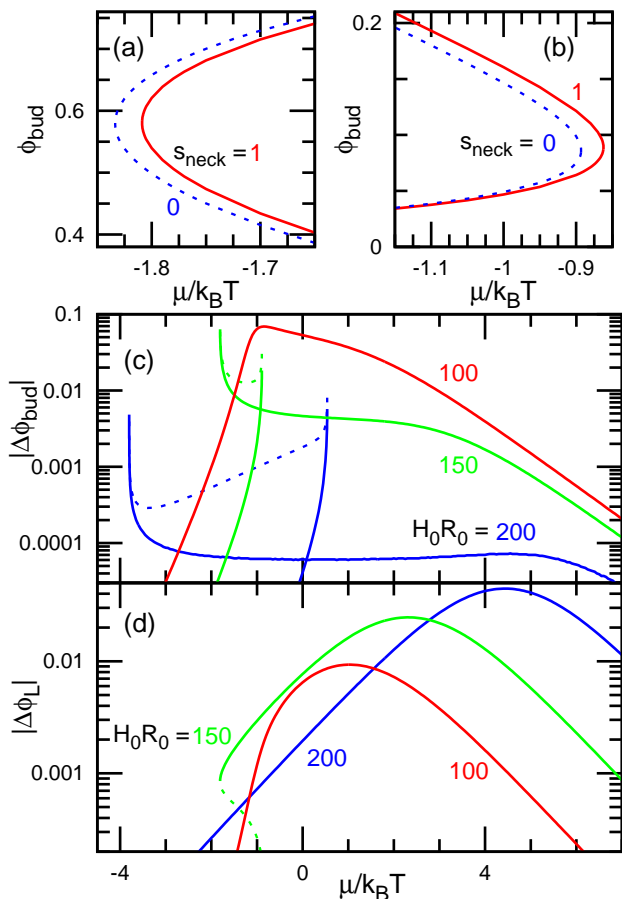 (a)
0.6
0.4
ϕbud
sneck = 1
0
-1.8
-1.7
μ/kBT
(b)
0.2
0
ϕbud
1
sneck = 0
-1.1
-1
-0.9
μ/kBT
(c)
0.1
0.01
0.001
0.0001
|Δϕbud|
100
150
H0R0 = 200
(d)
0.01
0.001
|ΔϕL|
H0R0 = 150
200
100
-4
0
4
μ/kBT